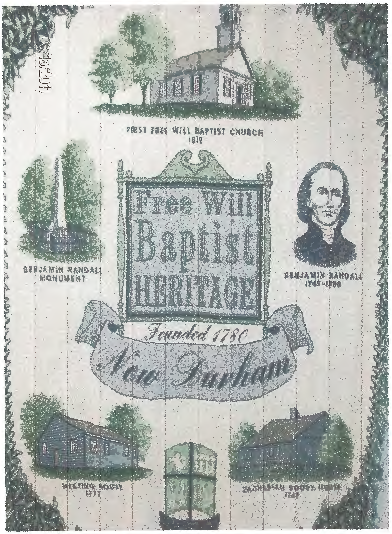 FIRST FREE WILL BAPTIST CHURCH
1819
Free Will
Baptist
HERITAGE
BENJAMIN RANDALL
MONUMENT
BENJAMIN RANDALL
1749-1808
Founded 1780
New Durham
MEETING HOUSE